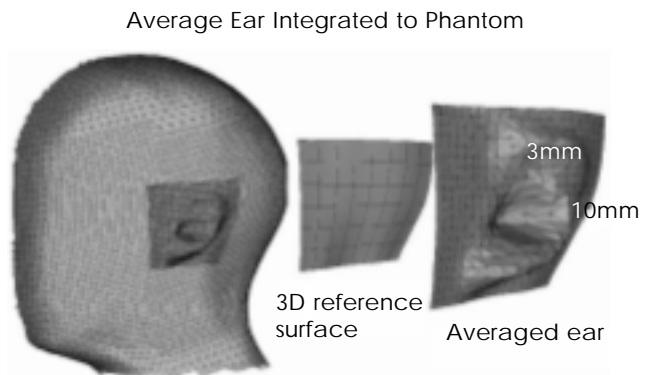 Average Ear Integrated to Phantom
3mm
10mm
3D reference
surface
Averaged ear